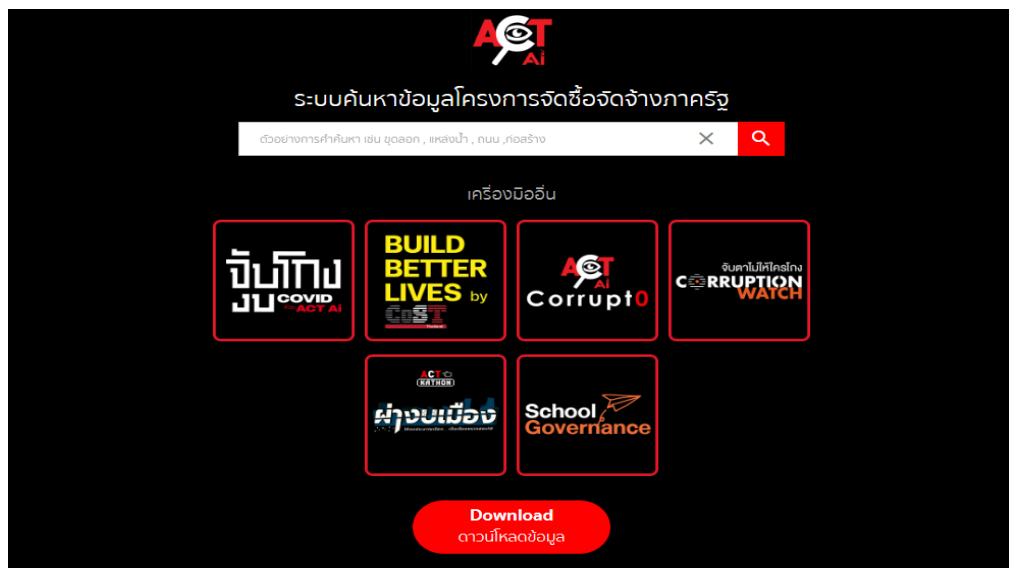 ACT
Ai
ระบบค้นหาข้อมูลโครงการจัดซื้อจัดจ้างภาครัฐ
ตัวอย่างการคำค้นหา เช่น ขุดลอก , แหล่งน้ำ , ถนน ,ก่อสร้าง
เครื่องมืออื่น
จับโกง
งบ COVID
ACT Ai
BUILD
BETTER
LIVES by
CoST
Thailand
ACT
Ai
Corrupt0
จับตาไม่ให้ใครโกง
CORRUPTION
WATCH
ACT
KATHON
ผ่างบเมือง
School
Governance
Download
ดาวน์โหลดข้อมูล